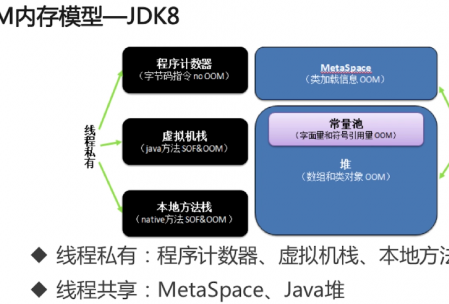 M内存模型—JDK8
程序计数器
（字节码指令 no OOM）
MetaSpace
（类加载信息 OOM）
线程私有
虚拟机栈
（java方法 SOF&OOM）
常量池
（字面量和符号引用量 OOM）
堆
（数组和类对象 OOM）
本地方法栈
（native方法 SOF&OOM ）
◆ 线程私有：程序计数器、虚拟机栈、本地方法
◆ 线程共享：MetaSpace、Java堆